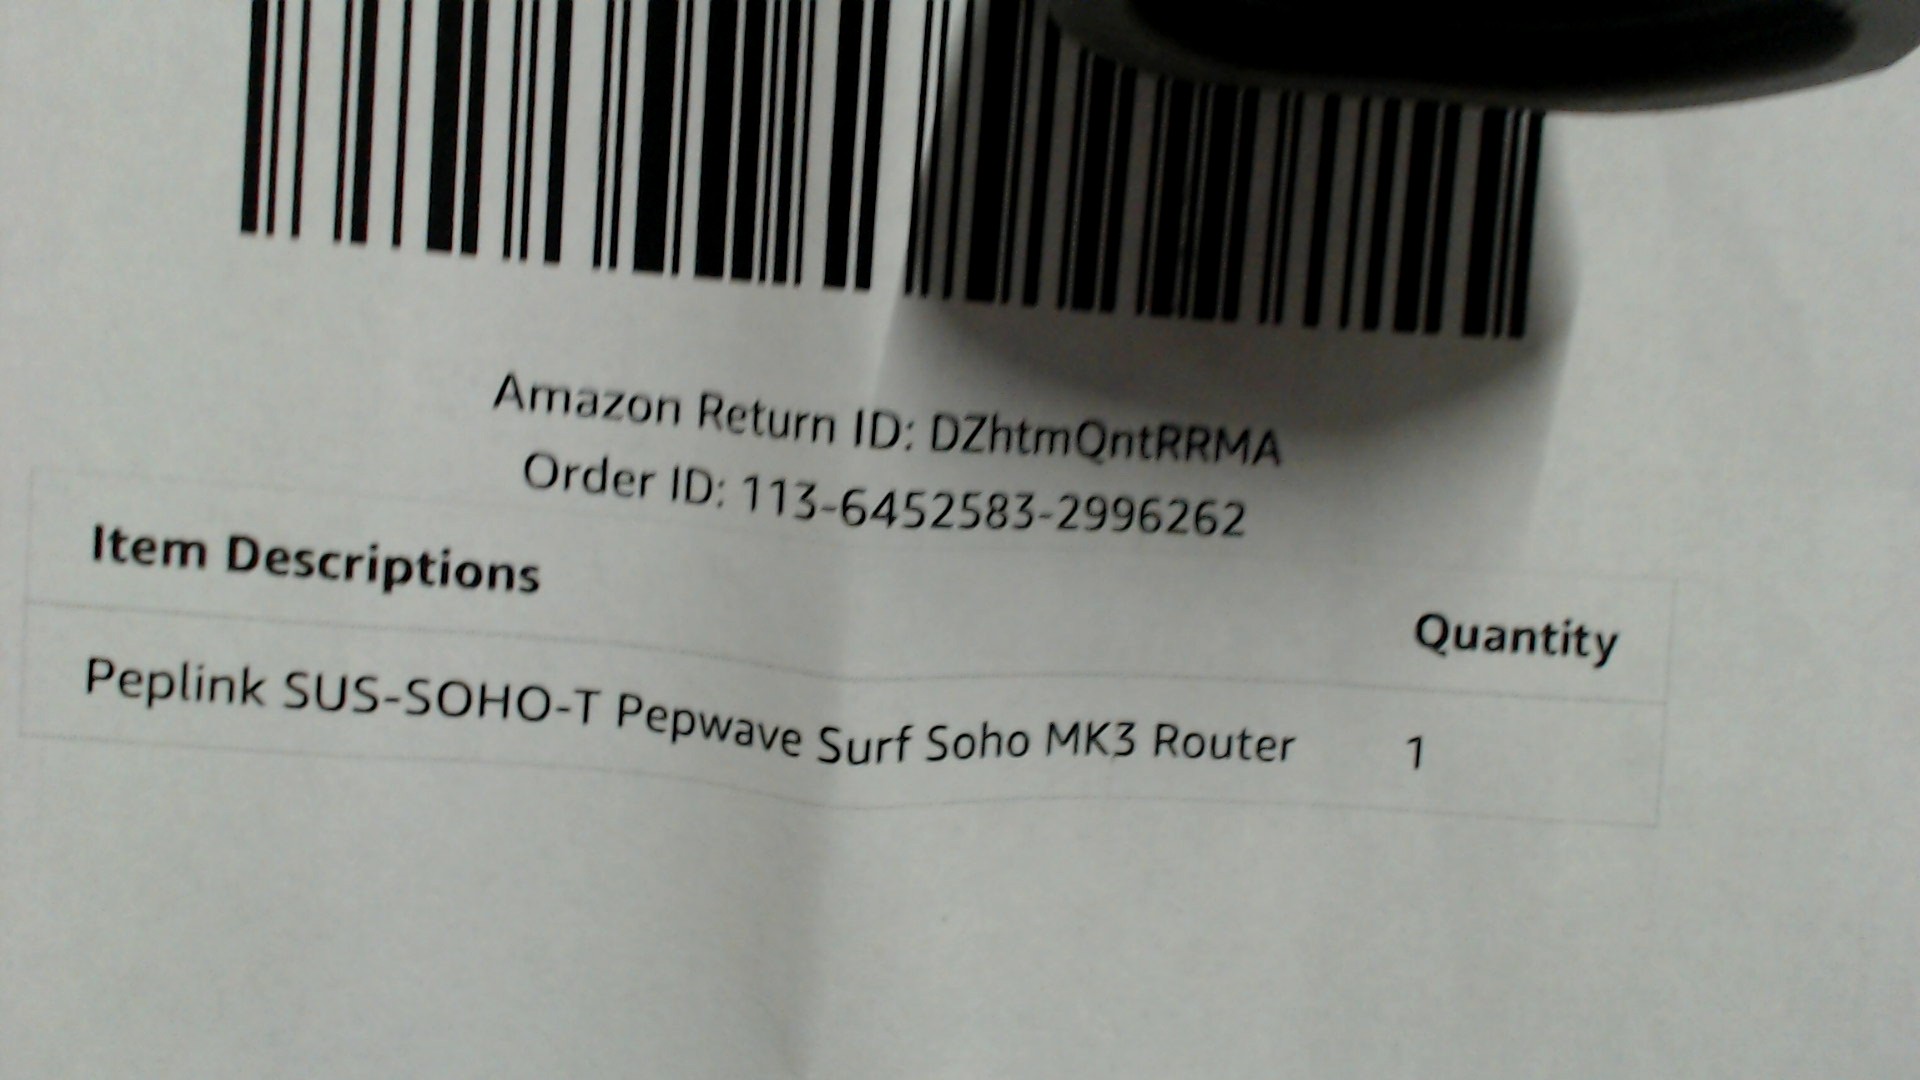 Amazon Return ID: DZhtmQntRRMA
Order ID: 113-6452583-2996262
Item Descriptions Quantity
Peplink SUS-SOHO-T Pepwave Surf Soho MK3 Router 1